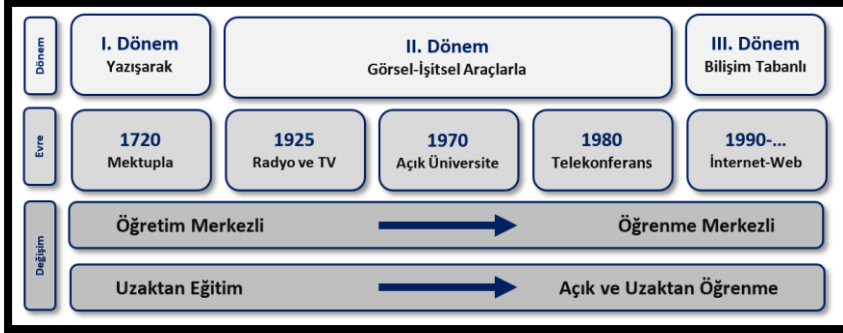 Dönem
I. Dönem
Yazışarak
II. Dönem
Görsel-İşitsel Araçlarla
III. Dönem
Bilişim Tabanlı
Evre
1720
Mektupla
1925
Radyo ve TV
1970
Açık Üniversite
1980
Telekonferans
1990-...
İnternet-Web
Değişim
Öğretim Merkezli
Öğrenme Merkezli
Uzaktan Eğitim
Açık ve Uzaktan Öğrenme